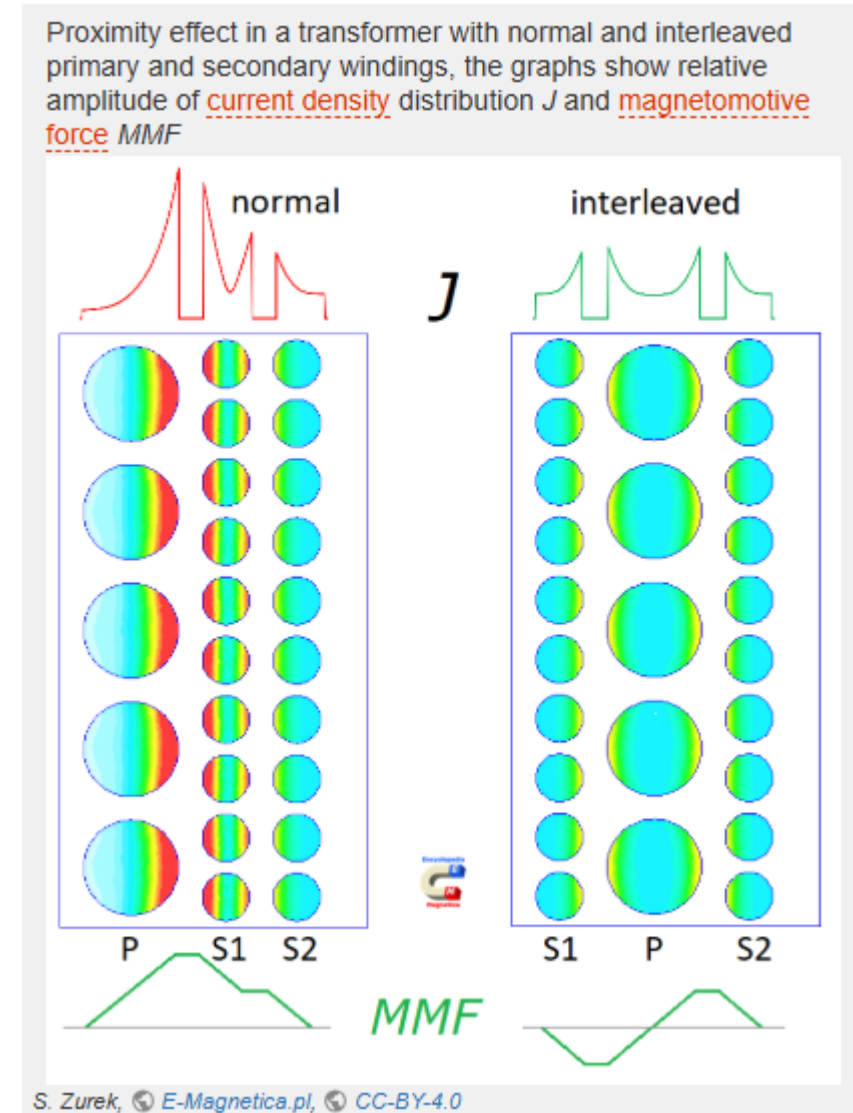 Proximity effect in a transformer with normal and interleaved
primary and secondary windings, the graphs show relative
amplitude of current density distribution J and magnetomotive
force MMF
normal
interleaved
J
Encyclopedia
E
M
Magnetica
P S1 S2
S1 P S2
MMF
S. Zurek, E-Magnetica.pl, CC-BY-4.0